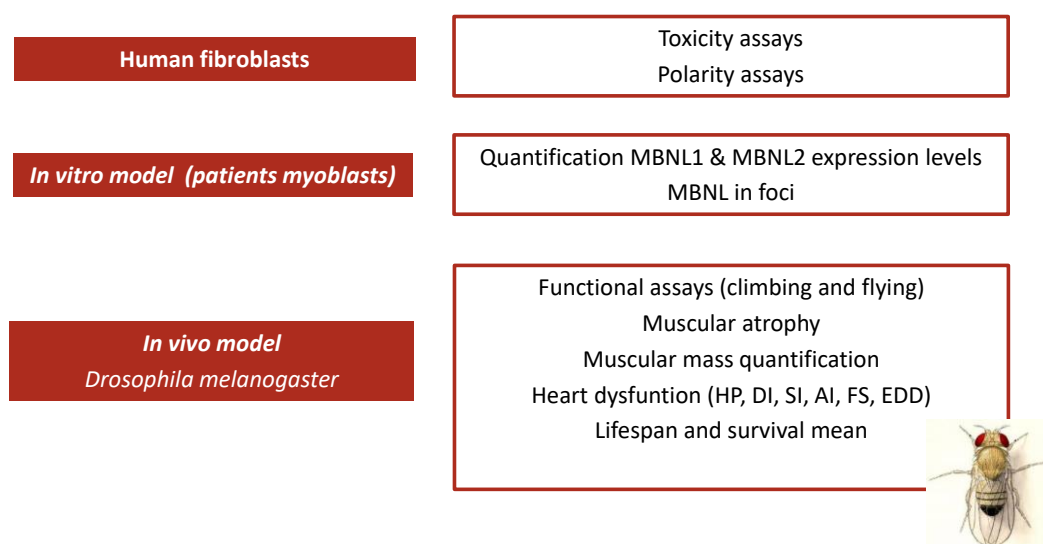 Human fibroblasts
Toxicity assays
Polarity assays
In vitro model (patients myoblasts)
Quantification MBNL1 & MBNL2 expression levels
MBNL in foci
In vivo model
Drosophila melanogaster
Functional assays (climbing and flying)
Muscular atrophy
Muscular mass quantification
Heart dysfuntion (HP, DI, SI, AI, FS, EDD)
Lifespan and survival mean